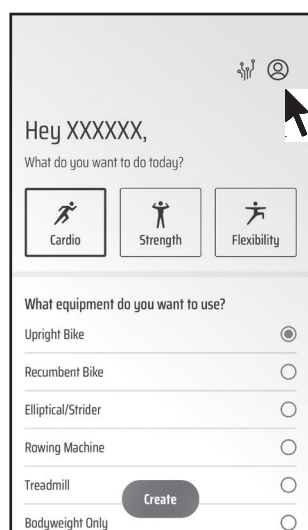 Hey XXXXXX,
What do you want to do today?
Cardio Strength Flexibility
What equipment do you want to use?
Upright Bike
Recumbent Bike
Elliptical/Strider
Rowing Machine
Treadmill
Create
Bodyweight Only